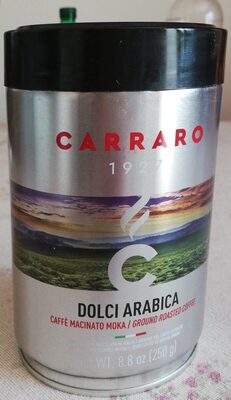 CARRARO
1927
C
DOLCI ARABICA
CAFFÈ MACINATO MOKA / GROUND ROASTED COFFEE
WT. 8.8 oz (250 g)